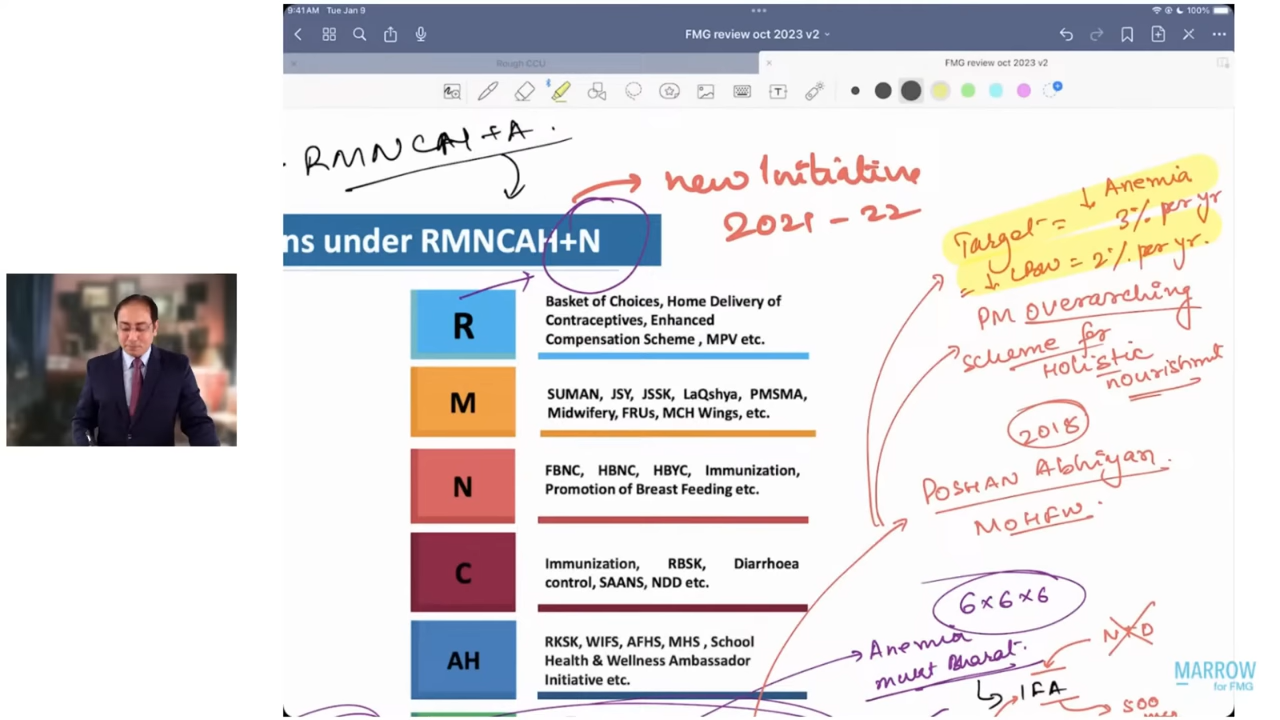 9:41AM Tue Jan 9
100%
FMG review oct 2023 v2
Rough CCU
FMG review oct 2023 v2
RMNCAH+A.
new Initiative
2021-22
ns under RMNCAH+N
R
Basket of Choices, Home Delivery of
Contraceptives, Enhanced
Compensation Scheme , MPV etc.
M
SUMAN, JSY, JSSK, LaQshya, PMSMA,
Midwifery, FRUs, MCH Wings, etc.
N
FBNC, HBNC, HBYC, Immunization,
Promotion of Breast Feeding etc.
C
Immunization, RBSK, Diarrhoea
control, SAANS, NDD etc.
AH
RKSK, WIFS, AFHS, MHS , School
Health & Wellness Ambassador
Initiative etc.
Target = ↓ Anemia
3% per yr
= ↓ LBW = 2% per yr.
PM overarching
scheme for
Holistic
nourishment
2018
POSHAN Abhiyan.
MOHFW.
6×6×6
Anemia
mukt Bharat.
IFA
500
MARROW
for FMG